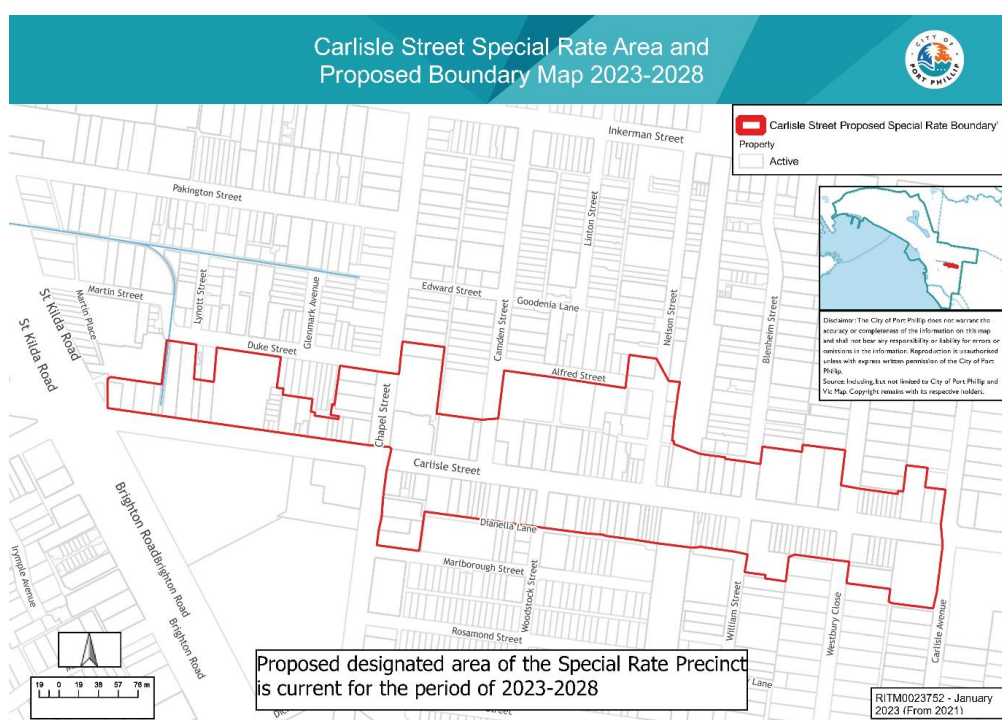 Carlisle Street Special Rate Area and
Proposed Boundary Map 2023-2028
CITY OF
PORT PHILLIP
Carlisle Street Proposed Special Rate Boundary'
Property
Active
Inkerman Street
Pakington Street
Linton Street
Lynott Street
Glenmark Avenue
Edward Street
Goodenia Lane
Camden Street
Nelson Street
Blenheim Street
Martin Street
Martin Place
St Kilda Road
St Kilda Road
Duke Street
Alfred Street
Chapel Street
Disclaimer: The City of Port Phillip does not warrant the
accuracy or completeness of the information on this map
and shall not bear any responsibility or liability for errors or
omissions in the information. Reproduction is unauthorised
unless with express written permission of the City of Port
Phillip.
Source: Including, but not limited to City of Port Phillip and
Vic Map. Copyright remains with its respective holders.
Carlisle Street
Dianella Lane
Brighton Road
Brighton Road
Brighton Road
Irymple Avenue
Marlborough Street
Woodstock Street
Rosamond Street
William Street
Westbury Close
Carlisle Avenue
Lane
Street
19 0 19 38 57 76 m
Proposed designated area of the Special Rate Precinct
is current for the period of 2023-2028
RITM0023752 - January
2023 (From 2021)